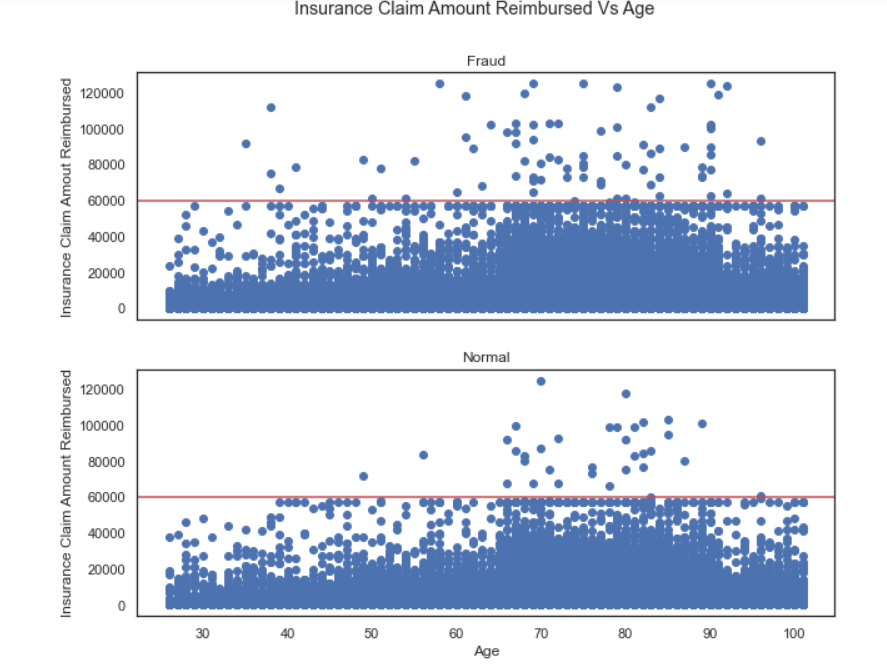 Insurance Claim Amount Reimbursed Vs Age
Fraud
Insurance Claim Amout Reimbursed
120000
100000
80000
60000
40000
20000
0
Normal
Insurance Claim Amount Reimbursed
120000
100000
80000
60000
40000
20000
0
30 40 50 60 70 80 90 100
Age